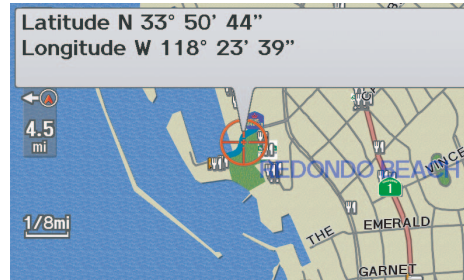 Latitude N 33° 50’ 44”
Longitude W 118° 23’ 39”
4.5
mi
REDONDO BEACH
VINCE
1
1/8mi
THE
EMERALD
GARNET